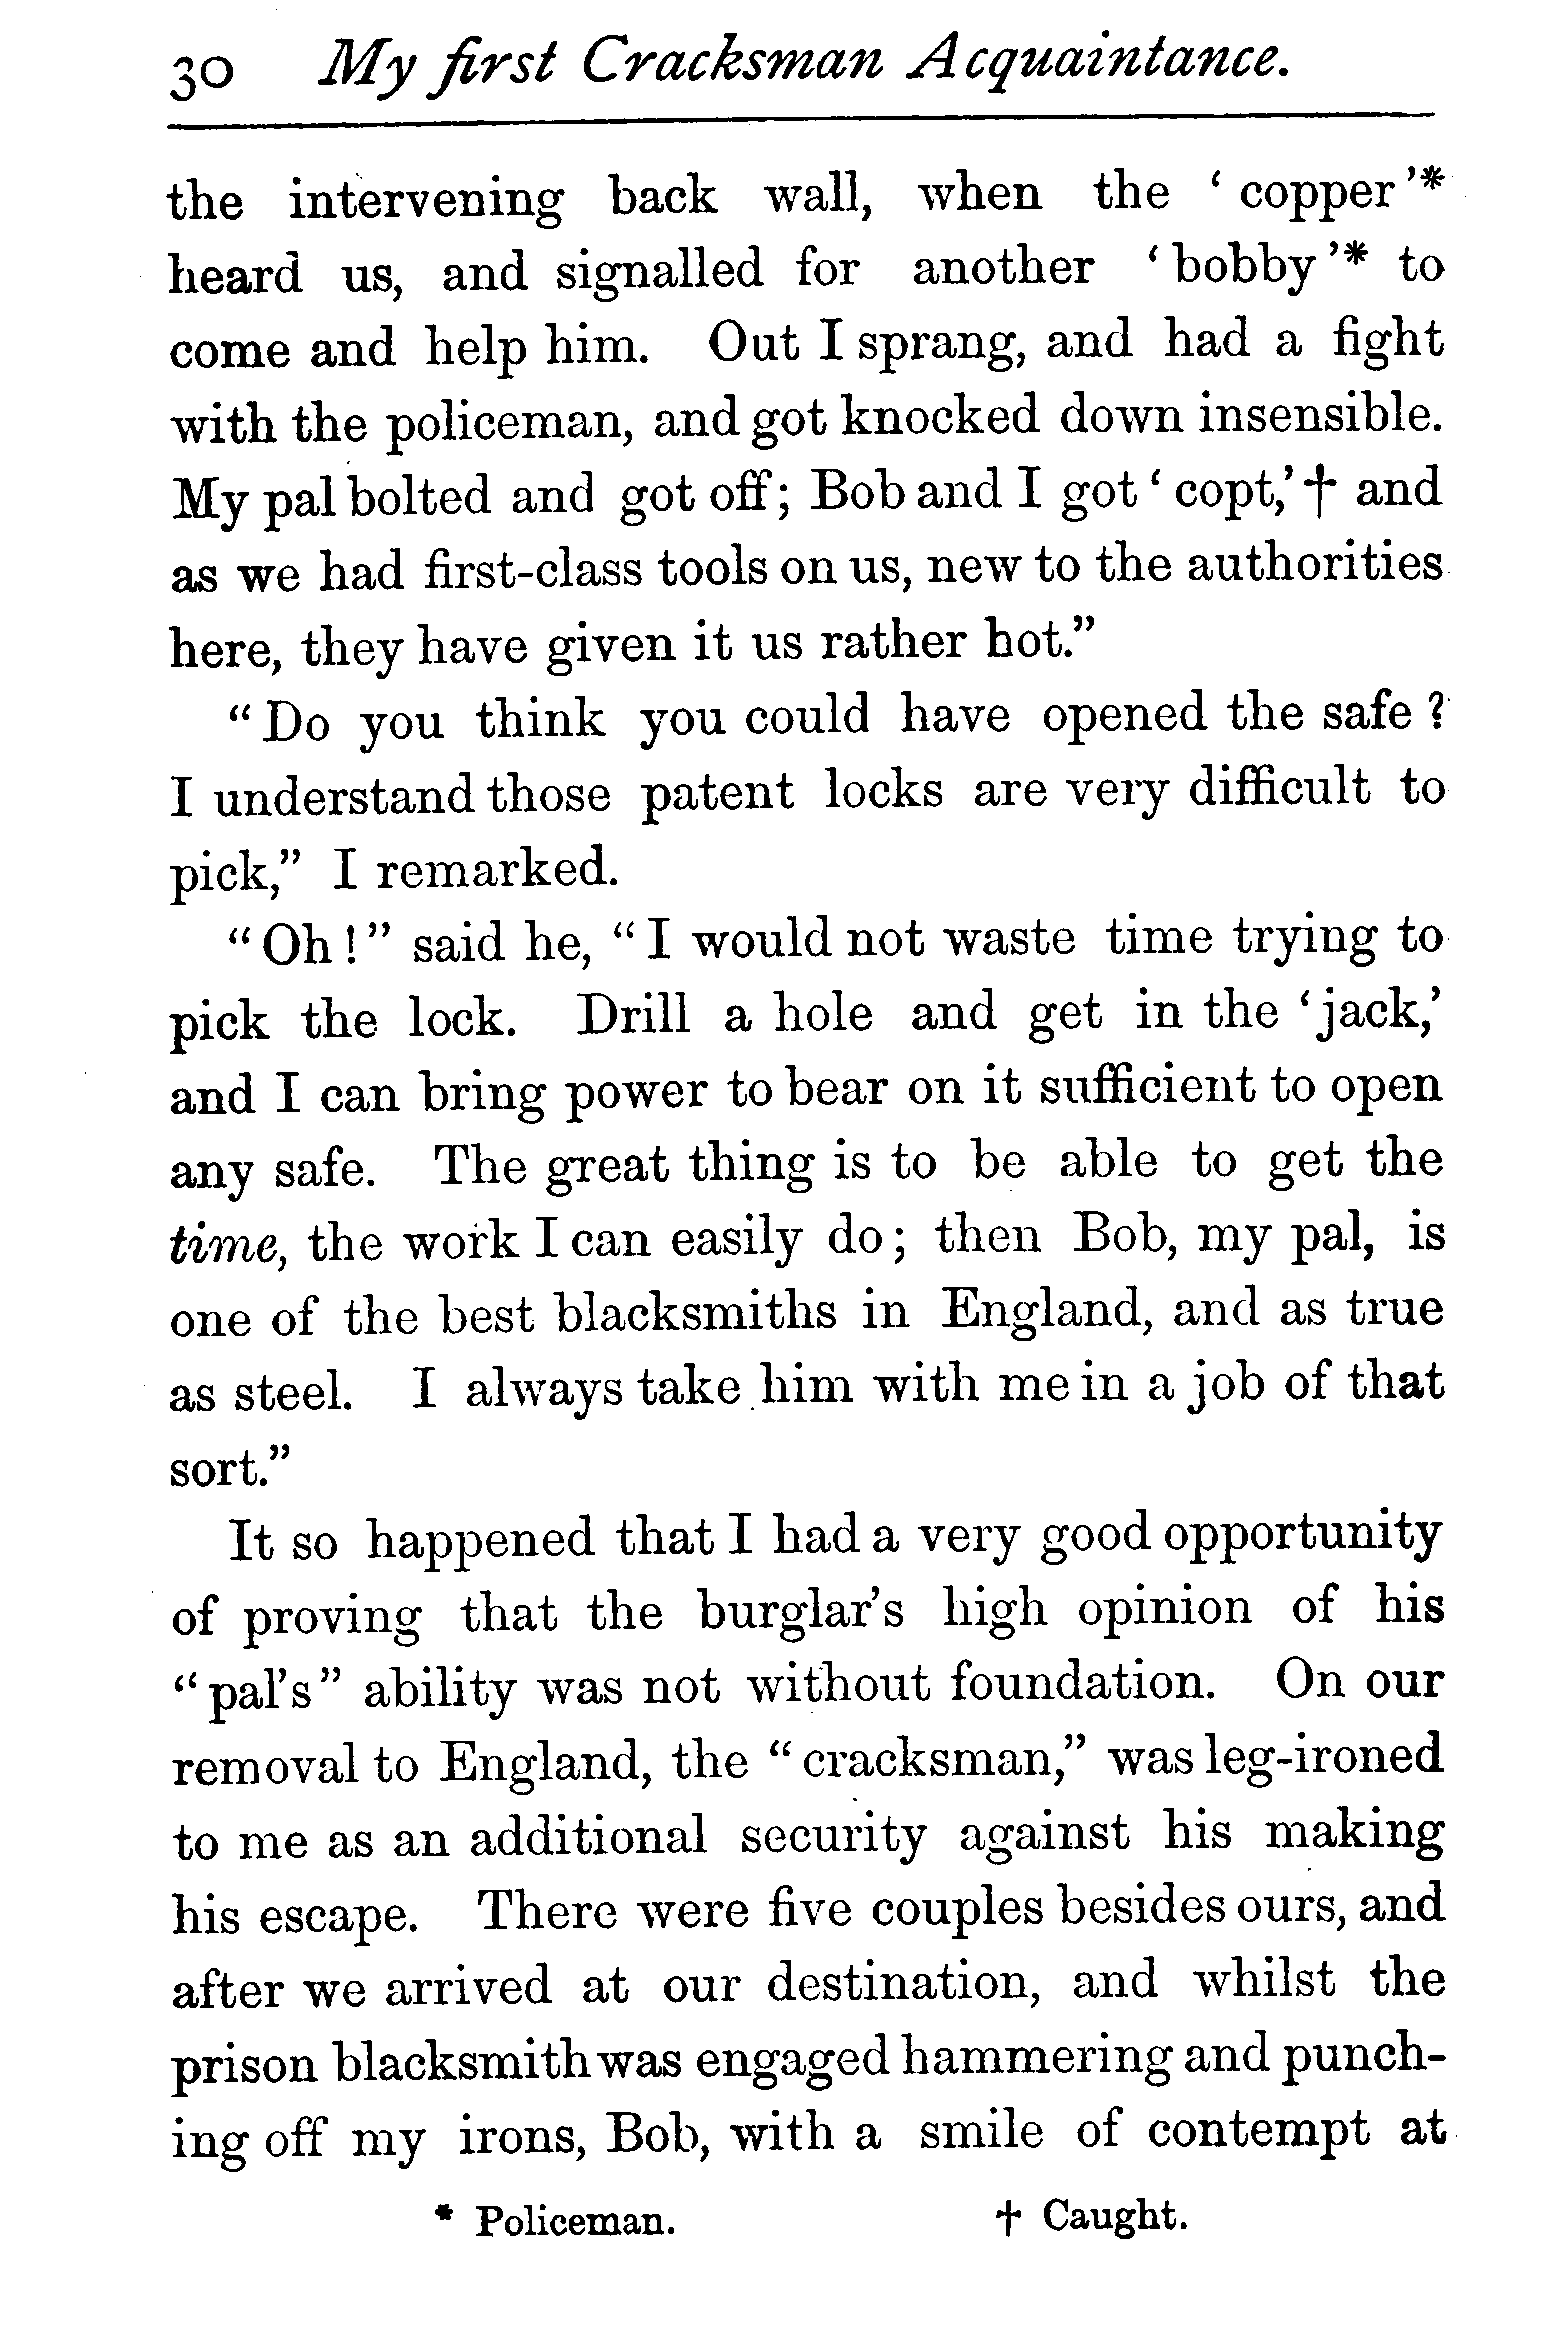 30 My first Cracksman Acquaintance.
the intervening back wall, when the ‘ copper ’*
heard us, and signalled for another ‘ bobby ’* to
come and help him. Out I sprang, and had a fight
with the policeman, and got knocked down insensible.
My pal bolted and got off; Bob and I got ‘ copt,’ † and
as we had first-class tools on us, new to the authorities
here, they have given it us rather hot.”
“ Do you think you could have opened the safe ?
I understand those patent locks are very difficult to
pick,” I remarked.
“ Oh ! ” said he, “ I would not waste time trying to
pick the lock. Drill a hole and get in the ‘jack,’
and I can bring power to bear on it sufficient to open
any safe. The great thing is to be able to get the
time, the work I can easily do ; then Bob, my pal, is
one of the best blacksmiths in England, and as true
as steel. I always take him with me in a job of that
sort.”
It so happened that I had a very good opportunity
of proving that the burglar’s high opinion of his
“ pal’s ” ability was not without foundation. On our
removal to England, the “ cracksman,” was leg-ironed
to me as an additional security against his making
his escape. There were five couples besides ours, and
after we arrived at our destination, and whilst the
prison blacksmith was engaged hammering and punch-
ing off my irons, Bob, with a smile of contempt at
* Policeman. † Caught.